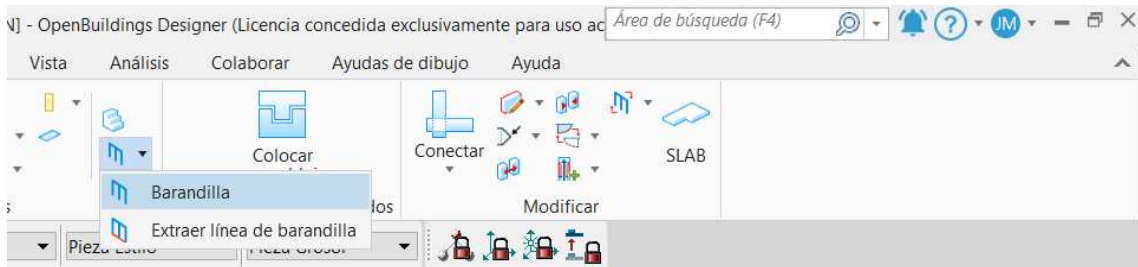 N] - OpenBuildings Designer (Licencia concedida exclusivamente para uso ac
Área de búsqueda (F4)
JM
Vista Análisis Colaborar Ayudas de dibujo Ayuda
Colocar
Conectar
SLAB
Barandilla
Modificar
Extraer línea de barandilla